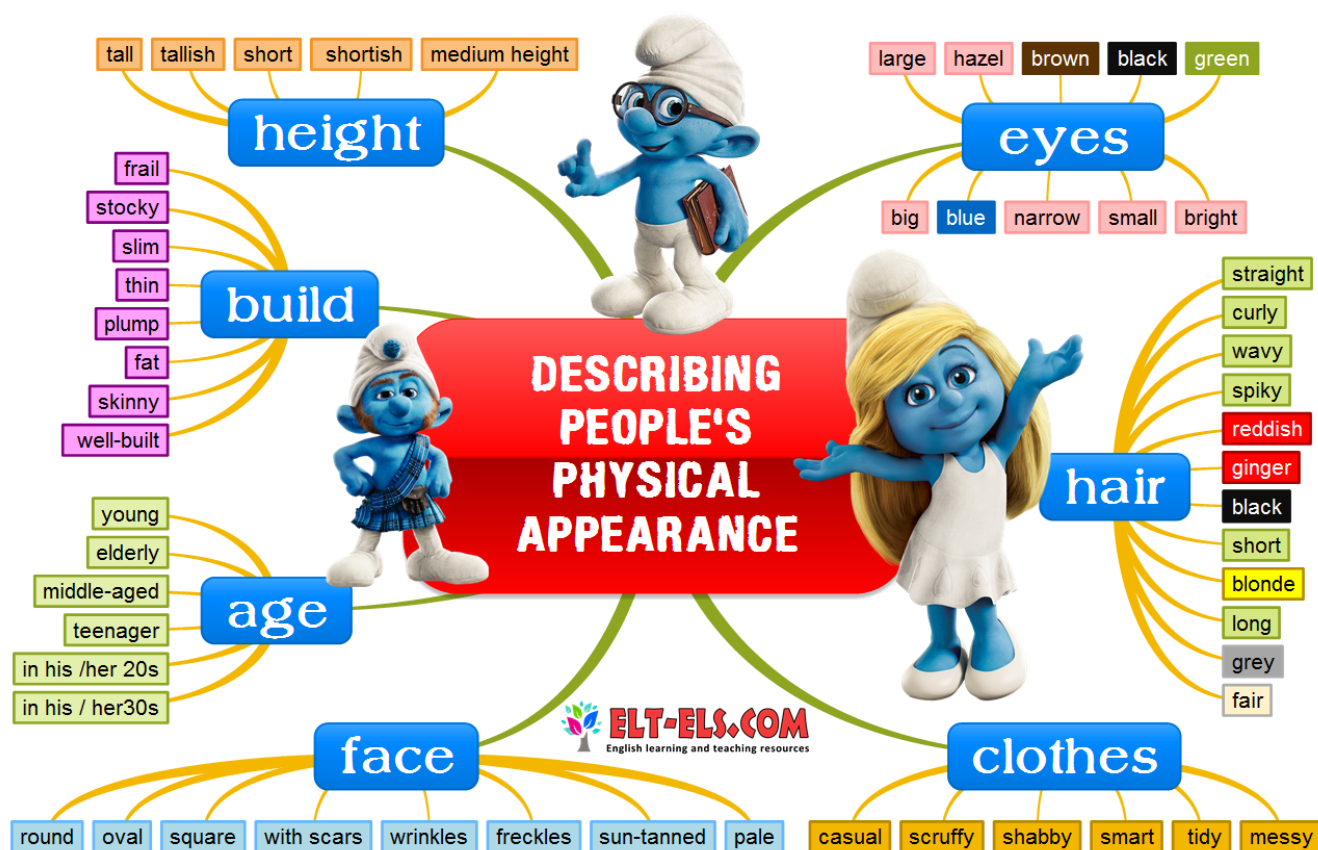 tall
tallish
short
shortish
medium height
height
large
hazel
brown
black
green
eyes
big
blue
narrow
small
bright
frail
stocky
slim
thin
plump
fat
skinny
well-built
build
DESCRIBING
PEOPLE'S
PHYSICAL
APPEARANCE
straight
curly
wavy
spiky
reddish
ginger
black
short
blonde
long
grey
fair
hair
young
elderly
middle-aged
teenager
in his /her 20s
in his / her30s
age
ELT-ELS.COM
English learning and teaching resources
face
round
oval
square
with scars
wrinkles
freckles
sun-tanned
pale
clothes
casual
scruffy
shabby
smart
tidy
messy